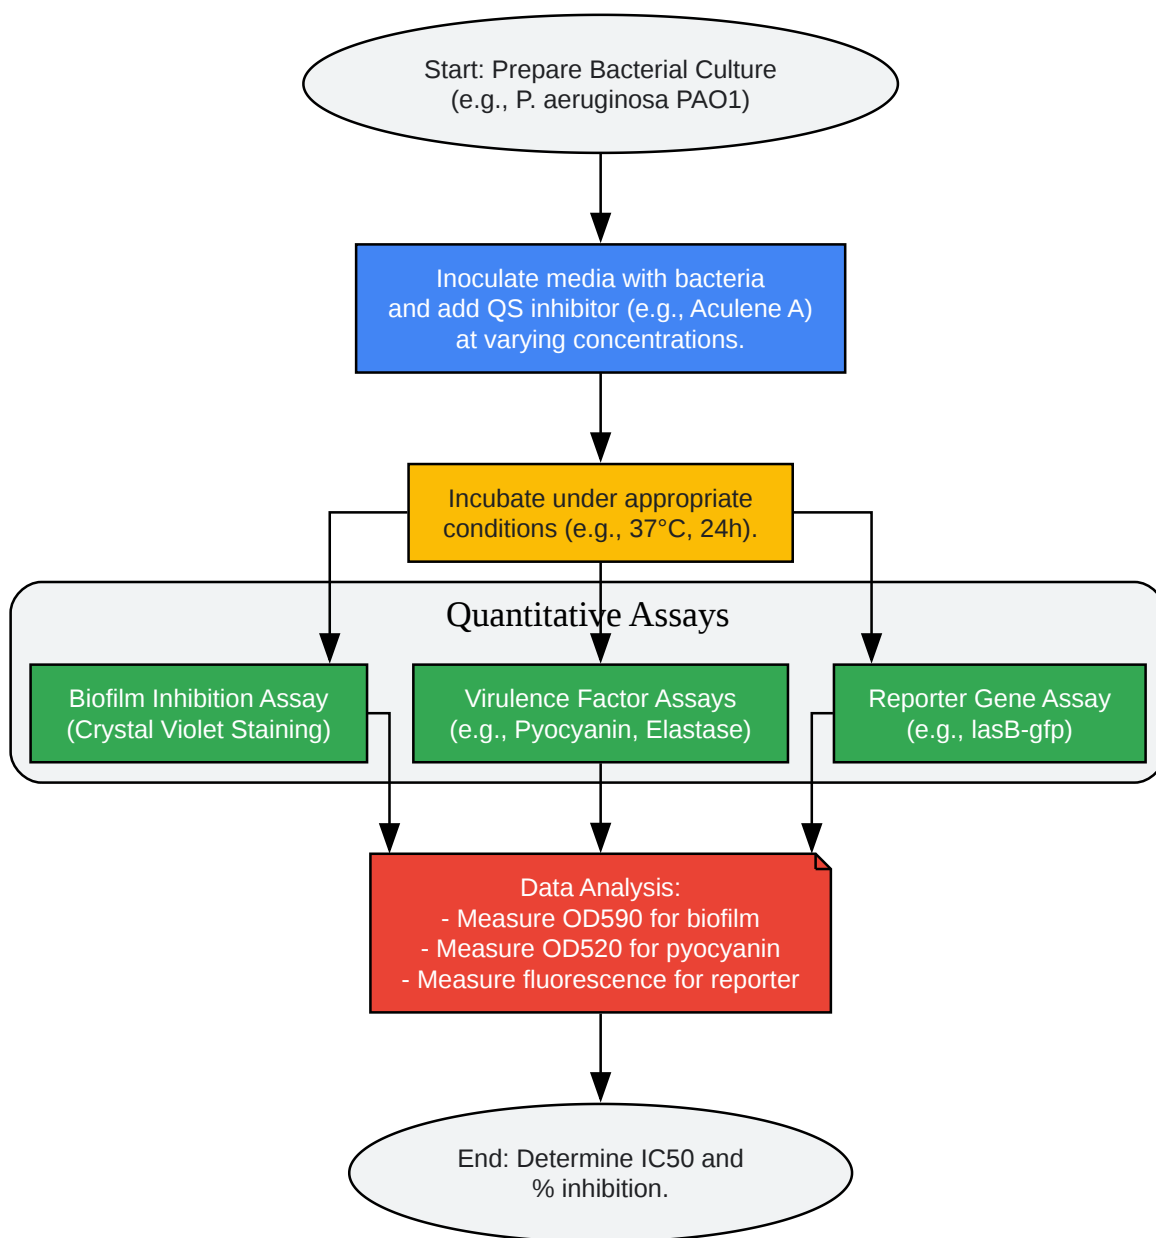 Start: Prepare Bacterial Culture
(e.g., P. aeruginosa PAO1)
Inoculate media with bacteria
and add QS inhibitor (e.g., Aculene A)
at varying concentrations.
Incubate under appropriate
conditions (e.g., 37°C, 24h).
Quantitative Assays
Biofilm Inhibition Assay
(Crystal Violet Staining)
Virulence Factor Assays
(e.g., Pyocyanin, Elastase)
Reporter Gene Assay
(e.g., lasB-gfp)
Data Analysis:
- Measure OD590 for biofilm
- Measure OD520 for pyocyanin
- Measure fluorescence for reporter
End: Determine IC50 and
% inhibition.